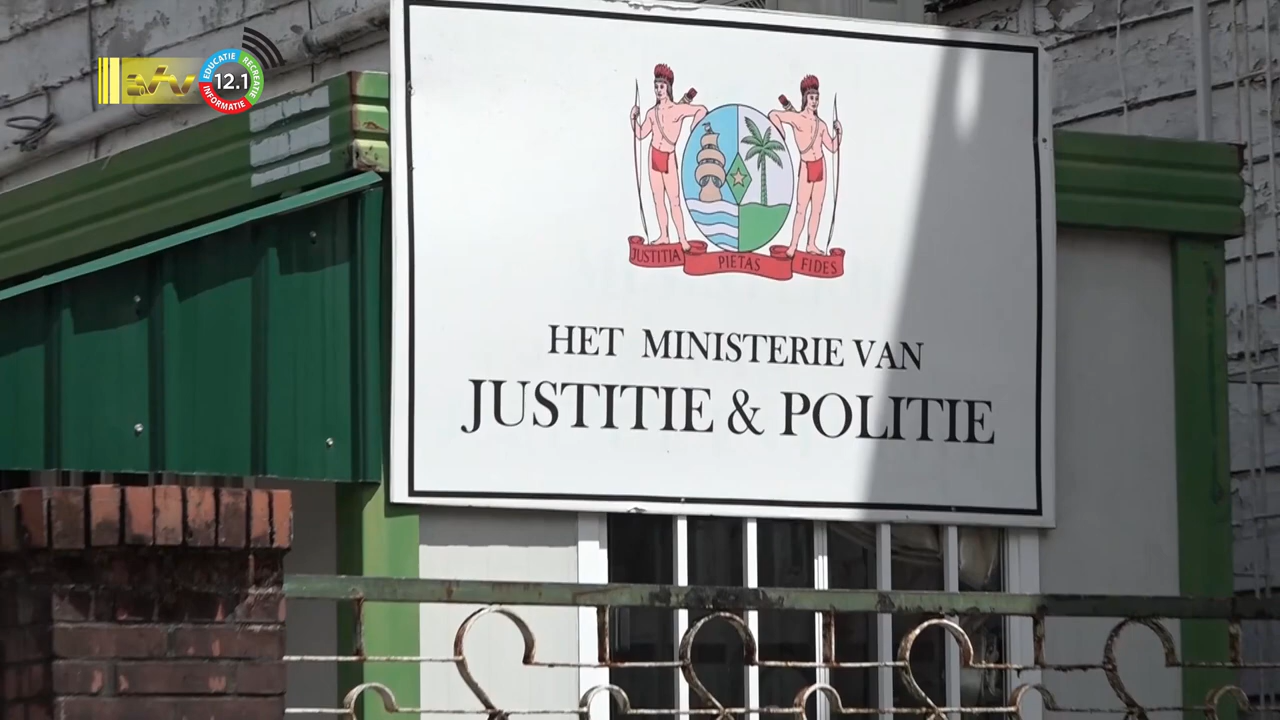 EDUCATIE
RECREATIE
INFORMATIE
12.1
JUSTITIA PIETAS FIDES
HET MINISTERIE VAN
JUSTITIE & POLITIE